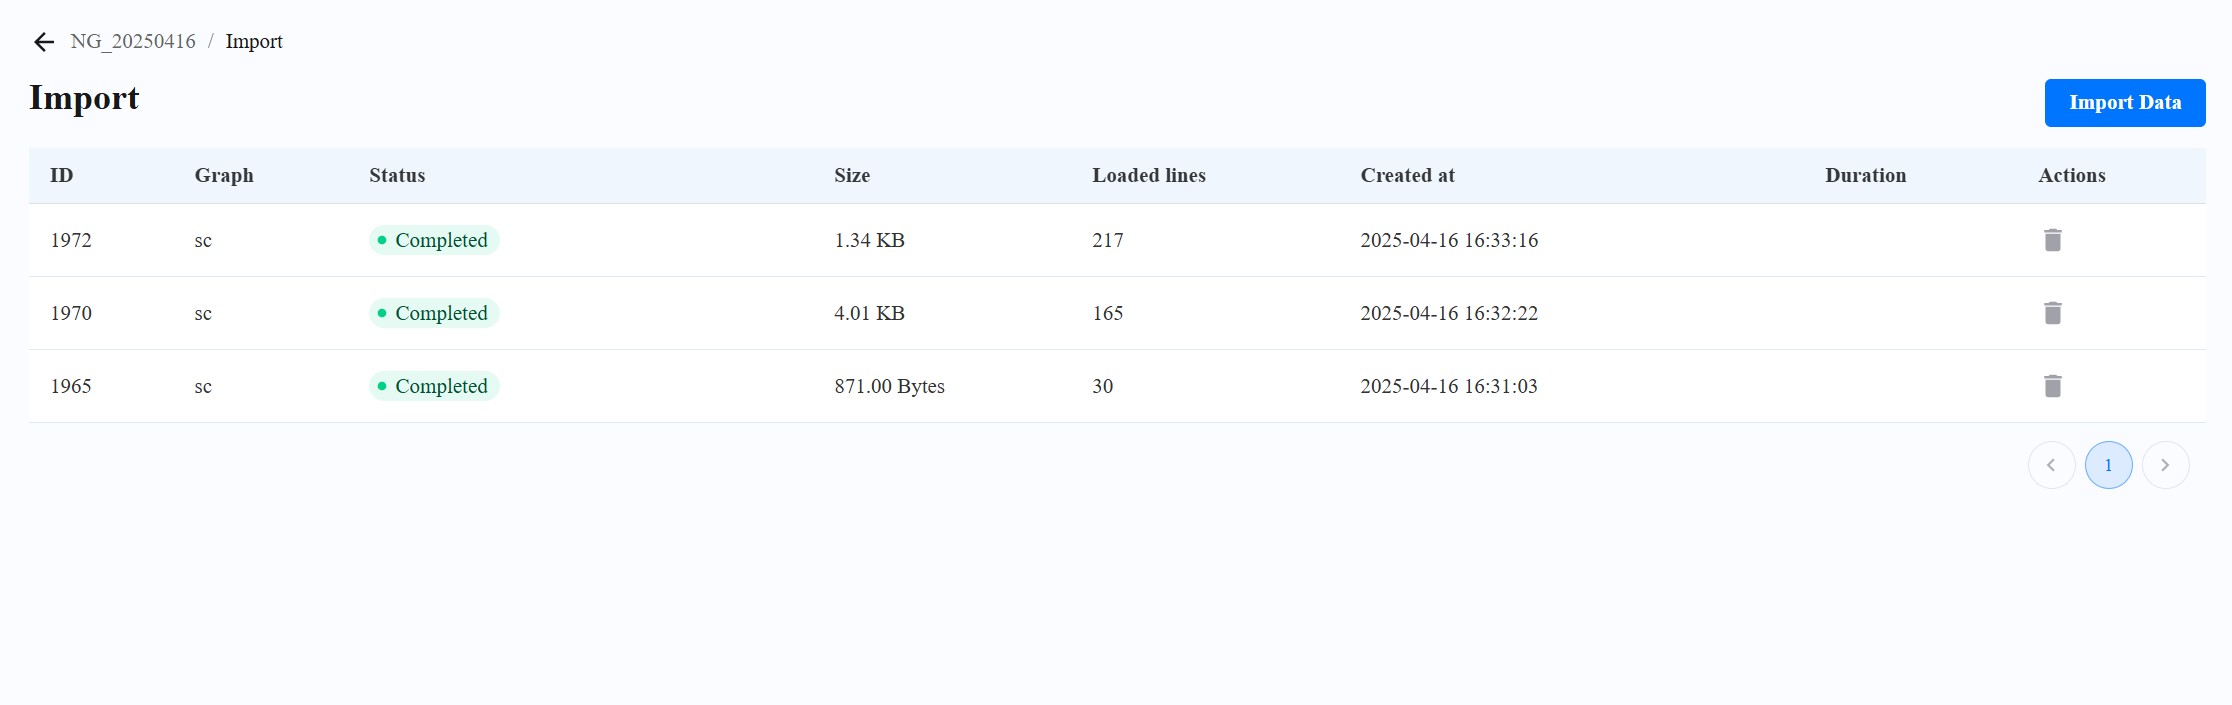 NG_20250416 / Import
Import
Import Data
ID Graph Status Size Loaded lines Created at Duration Actions
1972 sc Completed 1.34 KB 217 2025-04-16 16:33:16
1970 sc Completed 4.01 KB 165 2025-04-16 16:32:22
1965 sc Completed 871.00 Bytes 30 2025-04-16 16:31:03
1